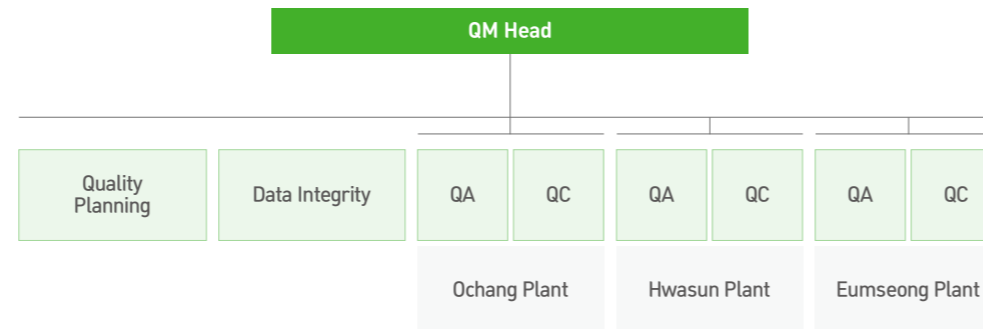 QM Head
Quality
Planning
Data Integrity
QA
QC
QA
QC
QA
QC
Ochang Plant
Hwasun Plant
Eumseong Plant